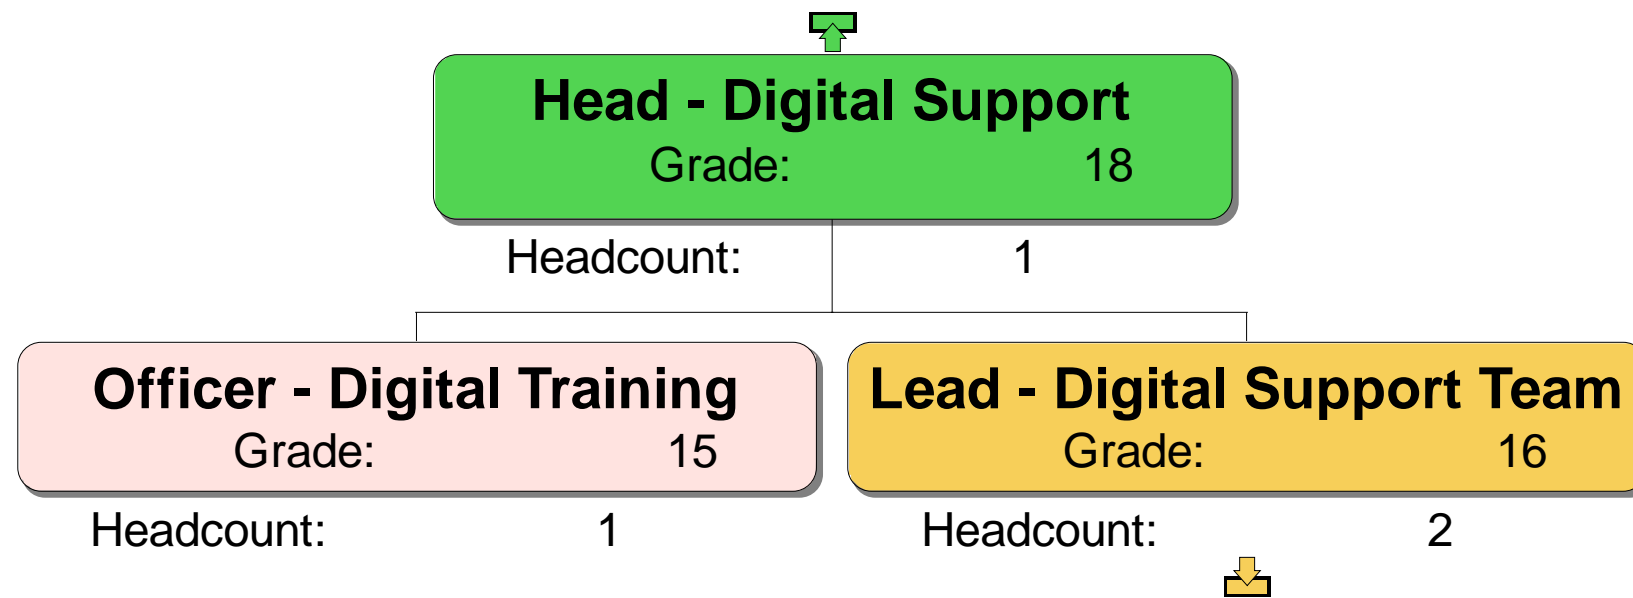 Head - Digital Support
Grade: 18
Headcount: 1
Officer - Digital Training
Grade: 15
Headcount: 1
Lead - Digital Support Team
Grade: 16
Headcount: 2